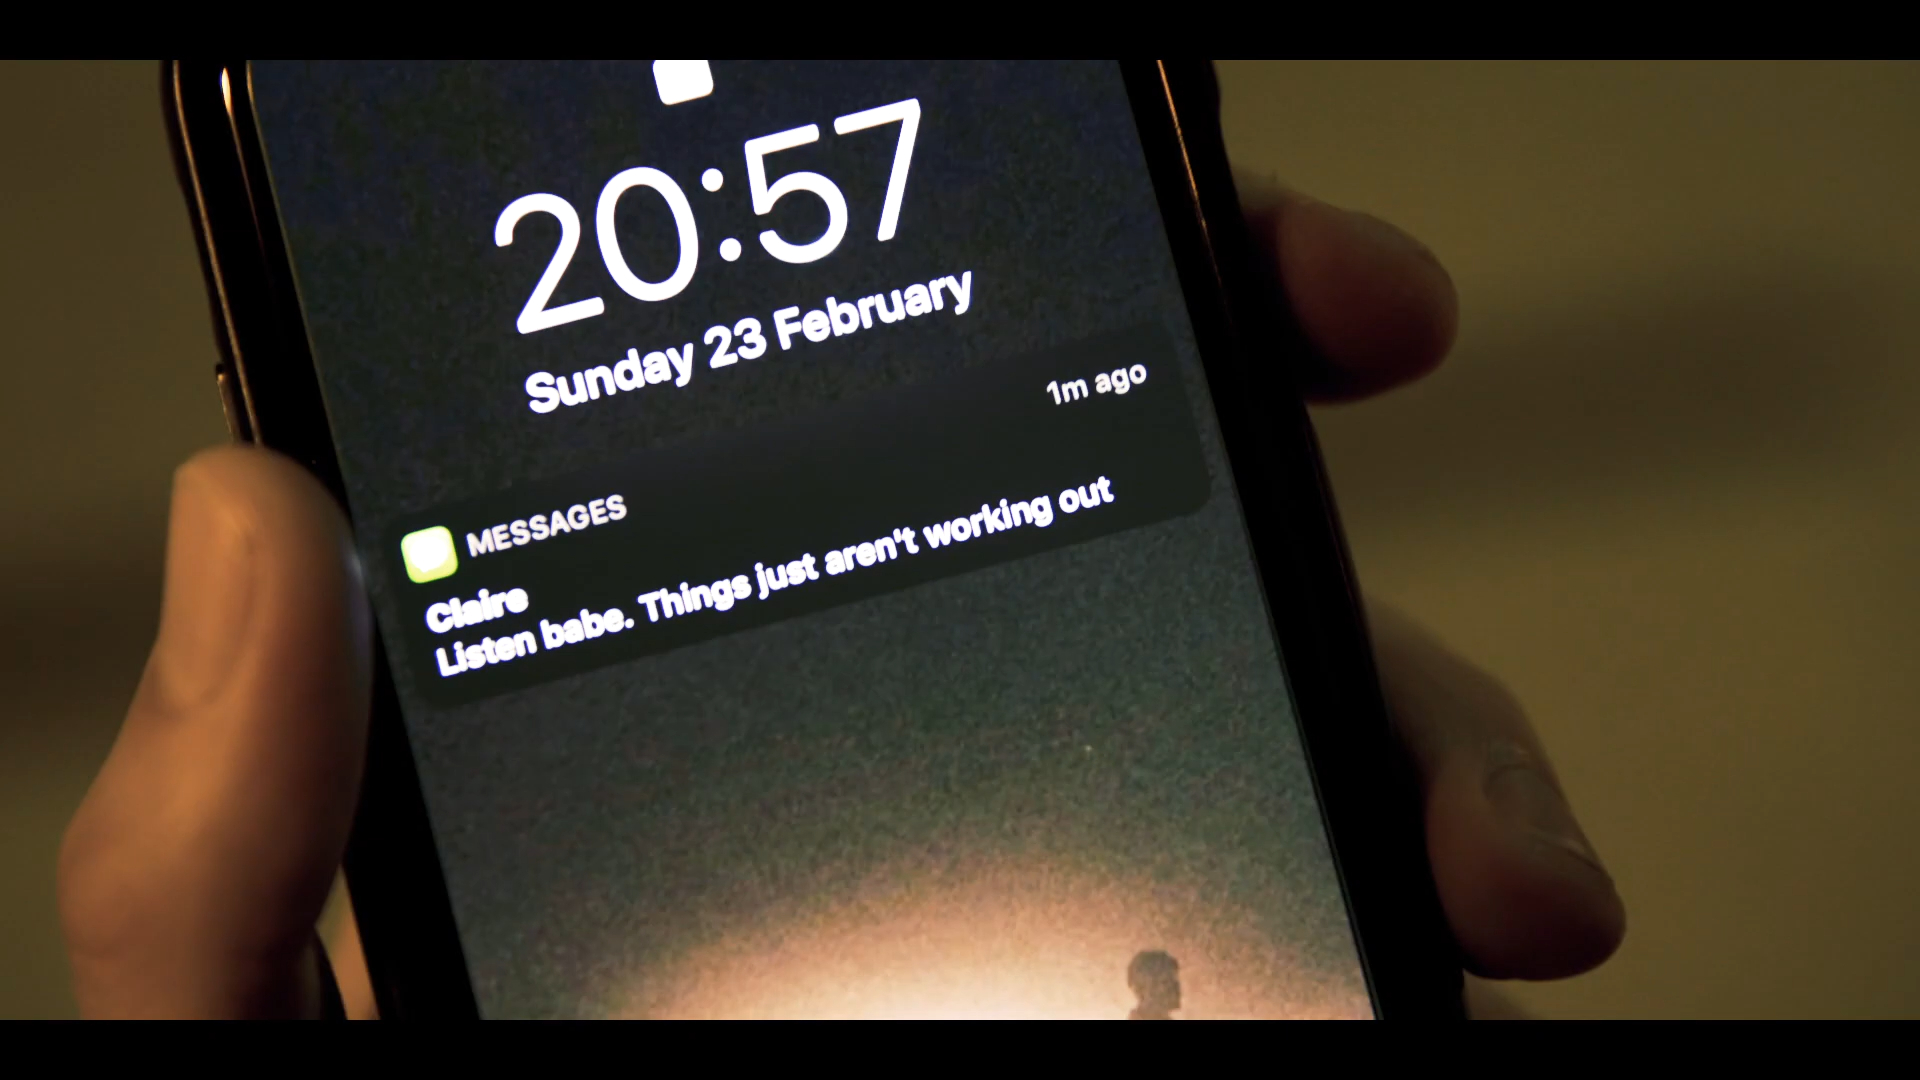 20:57
Sunday 23 February
MESSAGES
1m ago
Claire
Listen babe. Things just aren't working out